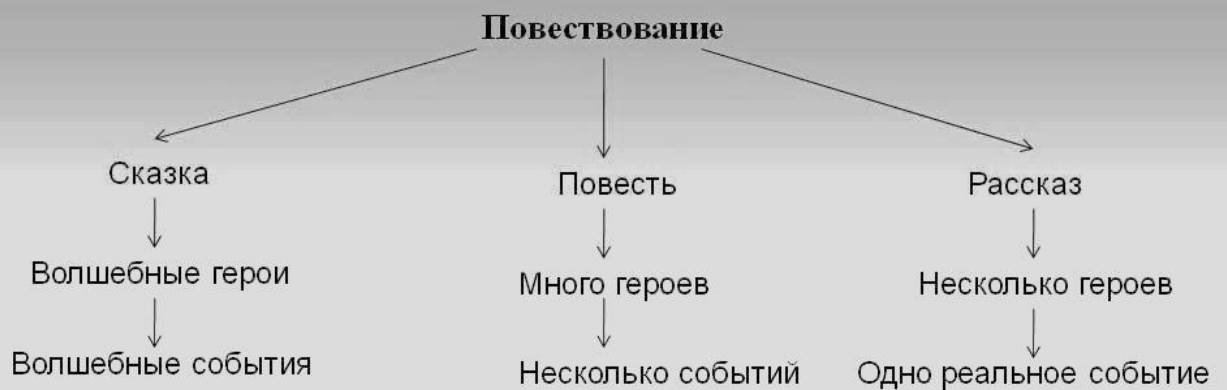 Повествование
Сказка
Повесть
Рассказ
Волшебные герои
Много героев
Несколько героев
Волшебные события
Несколько событий
Одно реальное событие